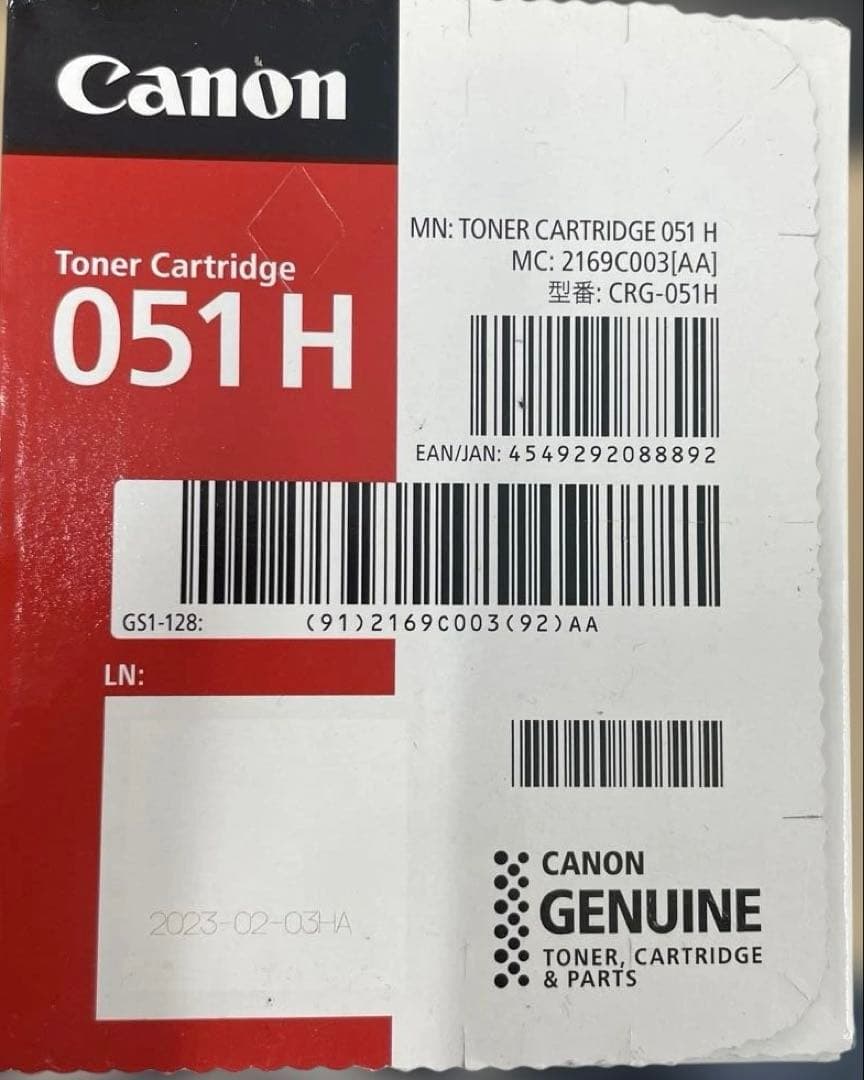 Canon
Toner Cartridge
051 H
MN: TONER CARTRIDGE 051 H
MC: 2169C003[AA]
型番: CRG-051H
EAN/JAN: 4549292088892
GS1-128: (91)2169C003(92)AA
LN:
2023-02-03HA
CANON
GENUINE
TONER, CARTRIDGE
& PARTS